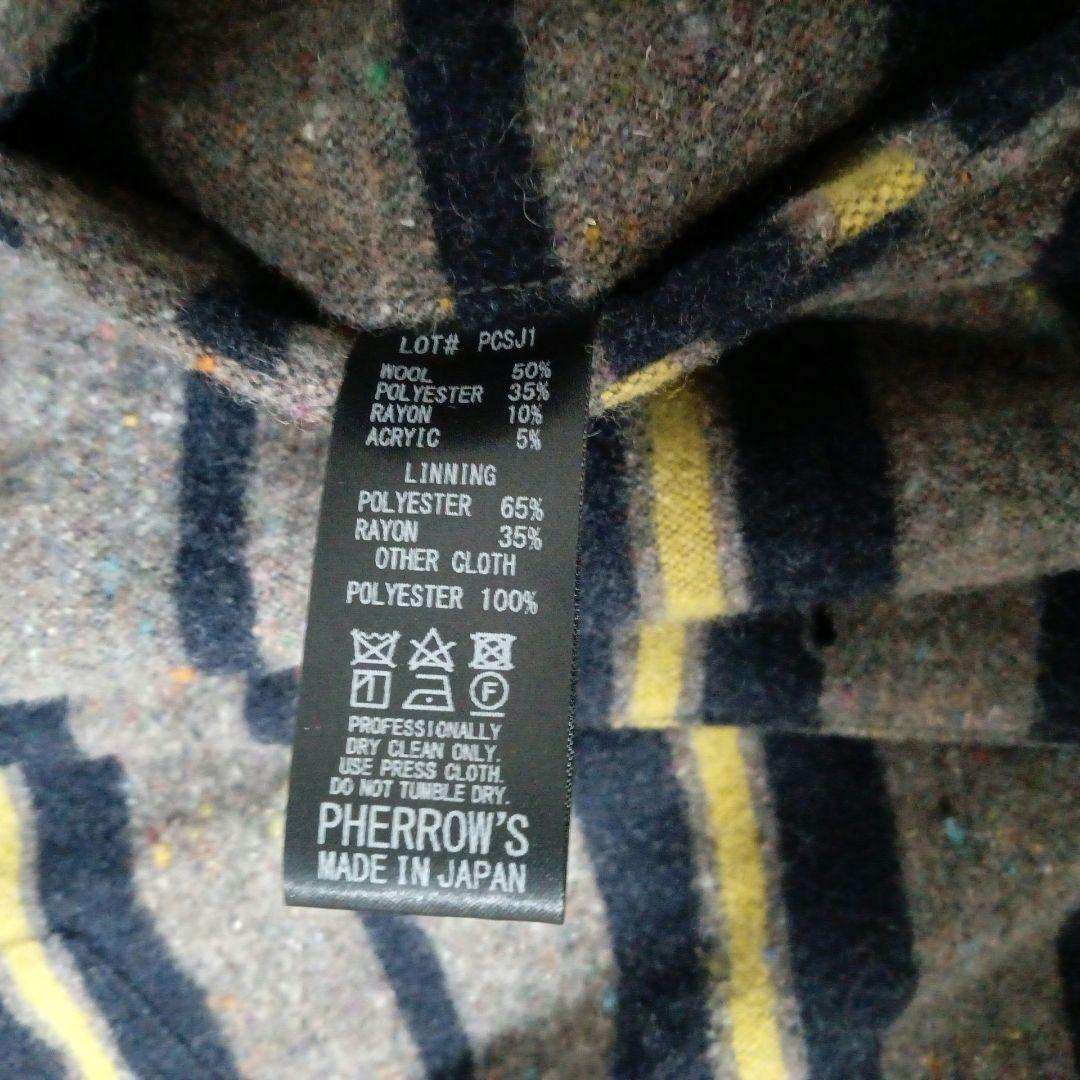 LOT# PCSJ1
WOOL 50%
POLYESTER 35%
RAYON 10%
ACRYIC 5%
LINNING
POLYESTER 65%
RAYON 35%
OTHER CLOTH
POLYESTER 100%
F
PROFESSIONALLY
DRY CLEAN ONLY.
USE PRESS CLOTH.
DO NOT TUMBLE DRY.
PHERROW'S
MADE IN JAPAN